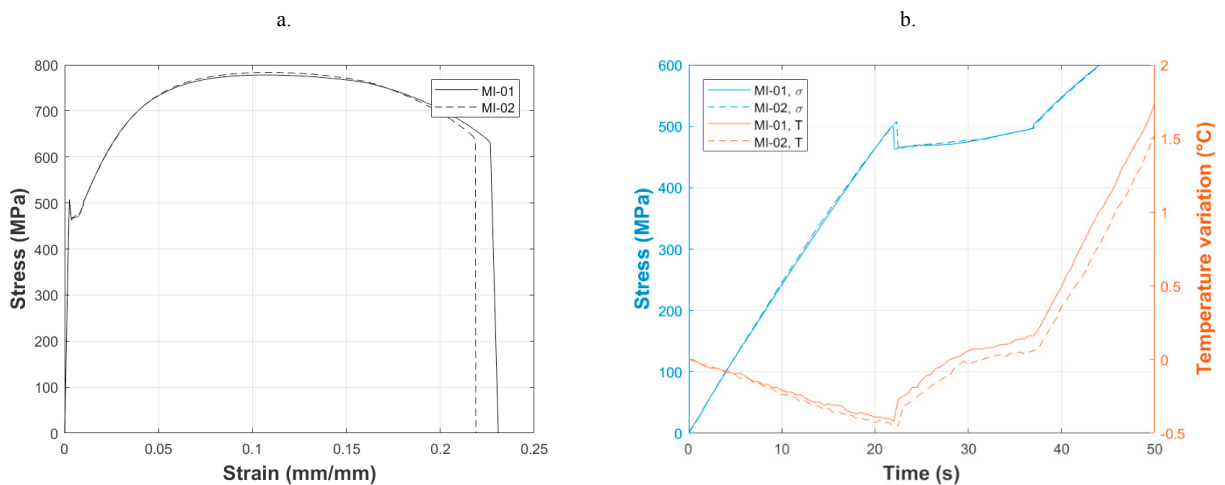 a.
800
700
600
500
400
300
200
100
0
Stress (MPa)
0
0.05
0.1
0.15
0.2
0.25
Strain (mm/mm)
MI-01
MI-02
b.
600
500
400
300
200
100
0
Stress (MPa)
0
10
20
30
40
50
Time (s)
2
1.5
1
0.5
0
-0.5
Temperature variation (°C)
MI-01, σ
MI-02, σ
MI-01, T
MI-02, T